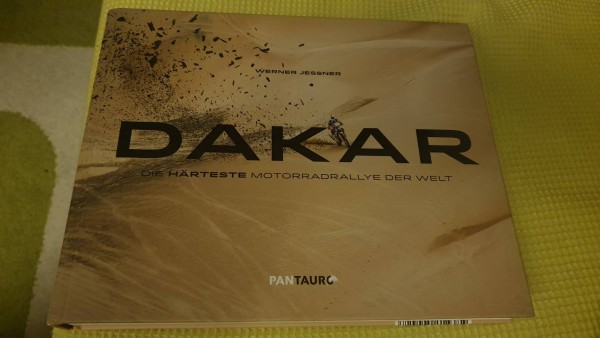 WERNER JESSNER
DAKAR
DIE HÄRTESTE MOTORRADRALLYE DER WELT
PANTAURO